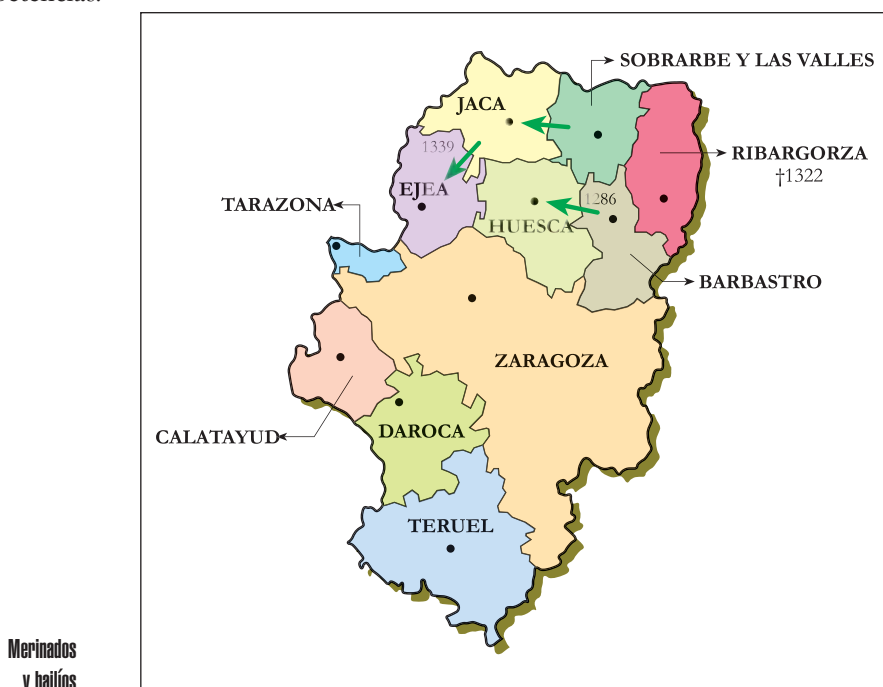 SOBRARBE Y LAS VALLES
JACA
1339
RIBARGORZA
†1322
EJEA
1286
TARAZONA
HUESCA
BARBASTRO
ZARAGOZA
DAROCA
CALATAYUD
TERUEL
Merinados
y bailíos